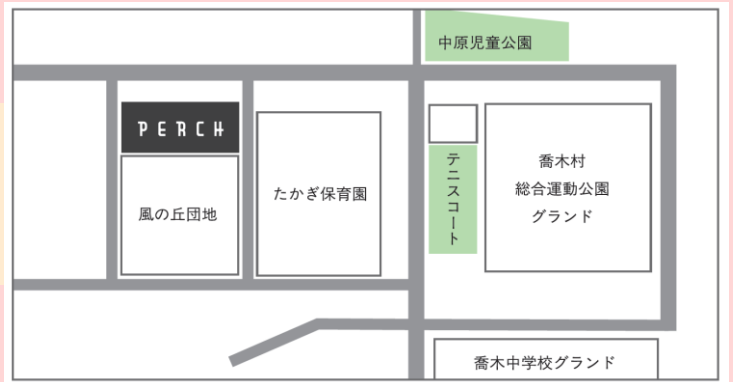 中原児童公園
PERCH
風の丘団地
たかぎ保育園
テニスコート
喬木村
総合運動公園
グランド
喬木中学校グランド